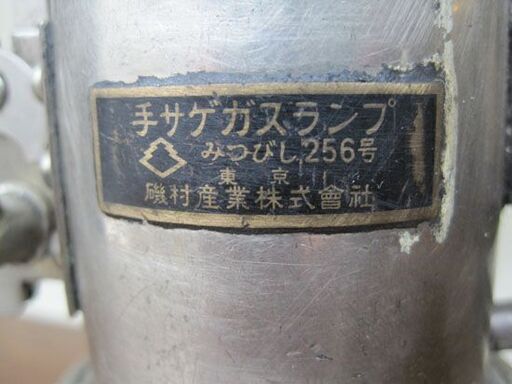 手サゲガスランプ
みつびし256号
東京
磯村産業株式會社